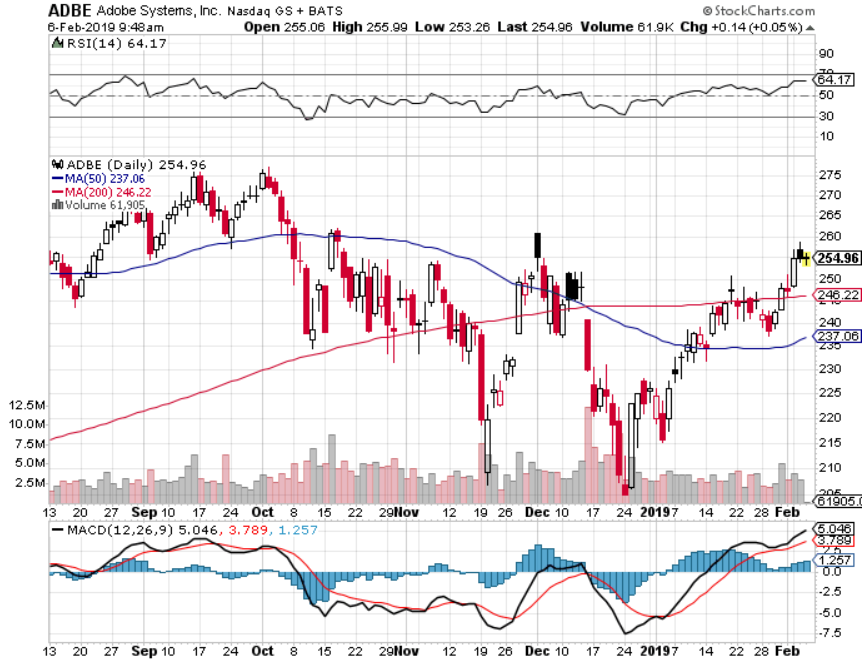 ADBE Adobe Systems, Inc. Nasdaq GS + BATS © StockCharts.com
6-Feb-2019 9:48am Open 255.06 High 255.99 Low 253.26 Last 254.96 Volume 61.9K Chg +0.14 (+0.05%)
RSI(14) 64.17
90
70
64.17
50
30
10
ADBE (Daily) 254.96
MA(50) 237.06
MA(200) 246.22
Volume 61,905
275
270
265
260
254.96
250
246.22
240
237.06
235
230
225
220
215
210
205
12.5M
10.0M
7.5M
5.0M
2.5M
61905.0
13 20 27 Sep 10 17 24 Oct 8 15 22 29 Nov 12 19 26 Dec 10 17 24 2019 7 14 22 28 Feb
MACD(12,26,9) 5.046, 3.789, 1.257
5.046
3.789
2.5
1.257
0.0
-2.5
-5.0
-7.5
13 20 27 Sep 10 17 24 Oct 8 15 22 29 Nov 12 19 26 Dec 10 17 24 2019 7 14 22 28 Feb